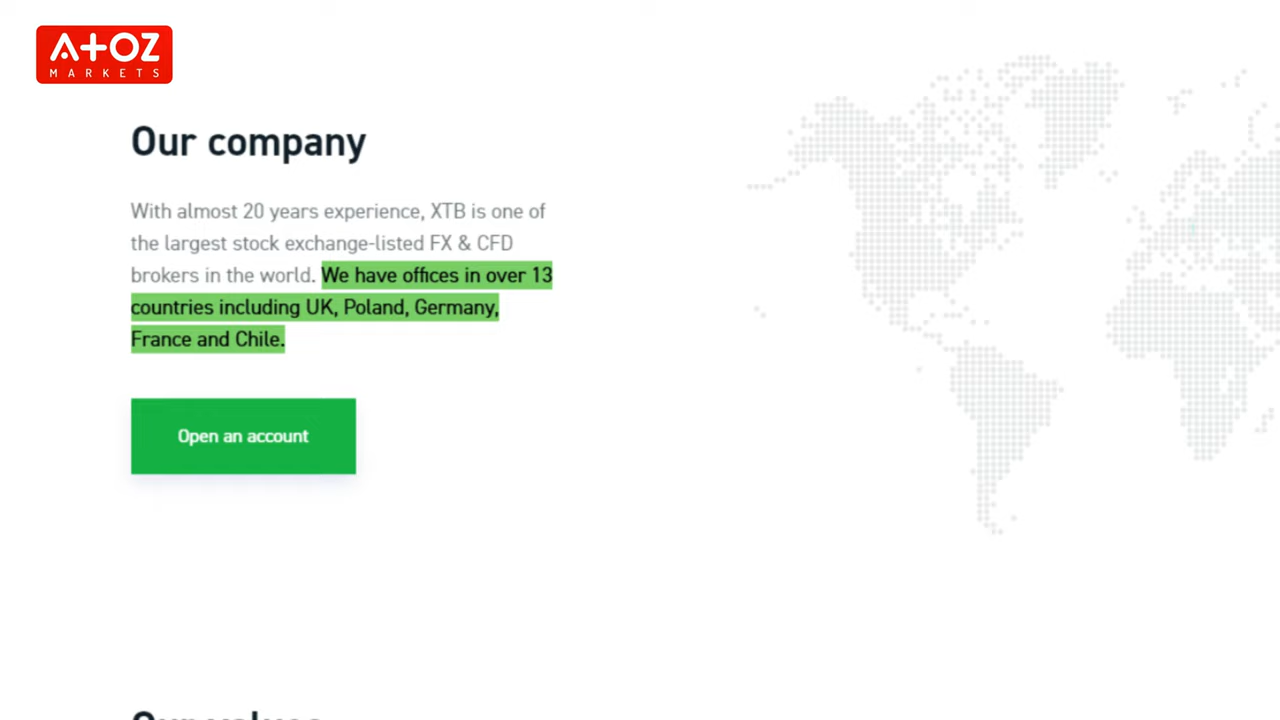 A+OZ
MARKETS
Our company
With almost 20 years experience, XTB is one of
the largest stock exchange-listed FX & CFD
brokers in the world. We have offices in over 13
countries including UK, Poland, Germany,
France and Chile.
Open an account
Our values